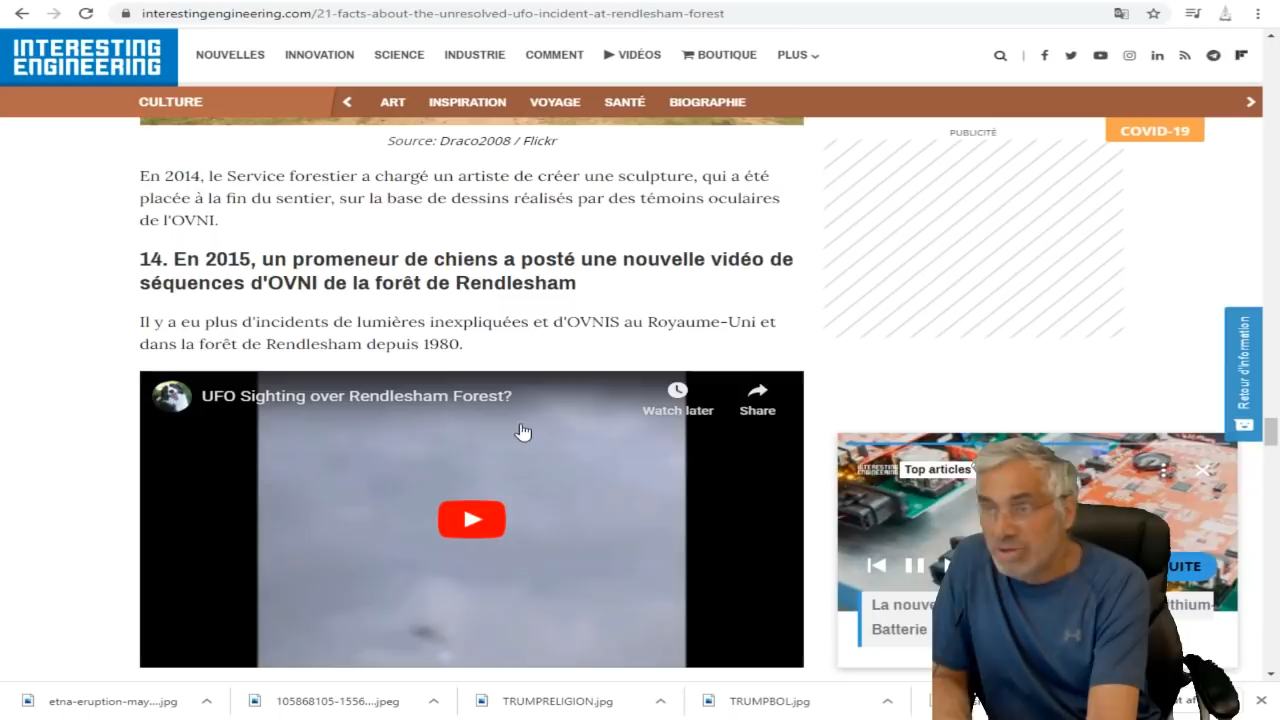 interestingengineering.com/21-facts-about-the-unresolved-ufo-incident-at-rendlesham-forest
INTERESTING
ENGINEERING
NOUVELLES INNOVATION SCIENCE INDUSTRIE COMMENT VIDÉOS BOUTIQUE PLUS
CULTURE ART INSPIRATION VOYAGE SANTÉ BIOGRAPHIE
PUBLICITÉ
COVID-19
Source: Draco2008 / Flickr
En 2014, le Service forestier a chargé un artiste de créer une sculpture, qui a été
placée à la fin du sentier, sur la base de dessins réalisés par des témoins oculaires
de l'OVNI.
14. En 2015, un promeneur de chiens a posté une nouvelle vidéo de
séquences d'OVNI de la forêt de Rendlesham
Il y a eu plus d'incidents de lumières inexpliquées et d'OVNIS au Royaume-Uni et
dans la forêt de Rendlesham depuis 1980.
Retour d'information
UFO Sighting over Rendlesham Forest?
Watch later
Share
INTERESTING
ENGINEERING
Top articles
UITE
La nouve
thium-
Batterie
etna-eruption-may....jpg
105868105-1556....jpeg
TRUMPRELIGION.jpg
TRUMPBOL.jpg